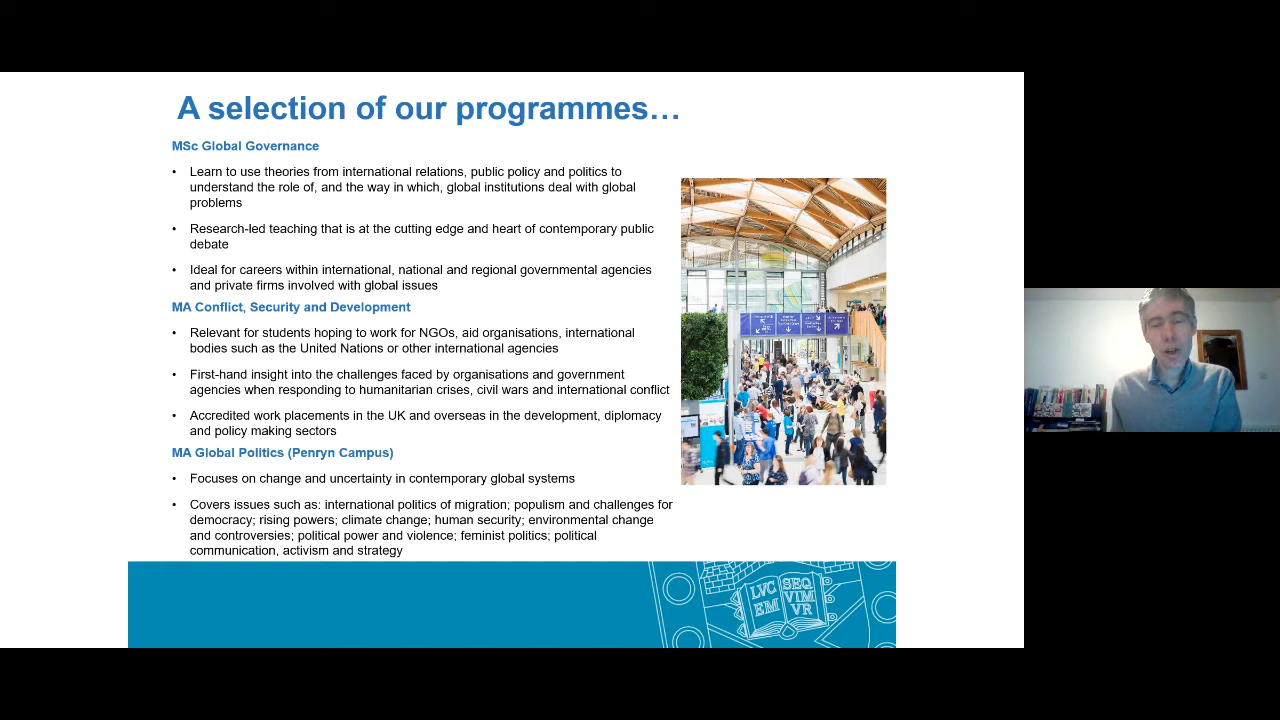 A selection of our programmes…
MSc Global Governance
• Learn to use theories from international relations, public policy and politics to
understand the role of, and the way in which, global institutions deal with global
problems
• Research-led teaching that is at the cutting edge and heart of contemporary public
debate
• Ideal for careers within international, national and regional governmental agencies
and private firms involved with global issues
MA Conflict, Security and Development
• Relevant for students hoping to work for NGOs, aid organisations, international
bodies such as the United Nations or other international agencies
• First-hand insight into the challenges faced by organisations and government
agencies when responding to humanitarian crises, civil wars and international conflict
• Accredited work placements in the UK and overseas in the development, diplomacy
and policy making sectors
MA Global Politics (Penryn Campus)
• Focuses on change and uncertainty in contemporary global systems
• Covers issues such as: international politics of migration; populism and challenges for
democracy; rising powers; climate change; human security; environmental change
and controversies; political power and violence; feminist politics; political
communication, activism and strategy
LVC
EM
SEQ
VIM
VR